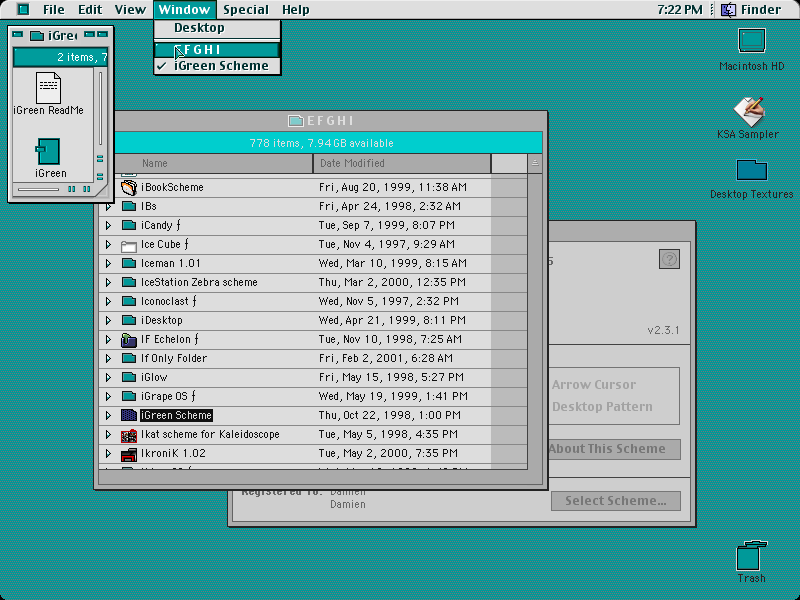 File Edit View Window Special Help 7:22 PM Finder
Desktop
E F G H I
✓ iGreen Scheme
2 items, 7
iGreen ReadMe
iGreen
Macintosh HD
KSA Sampler
Desktop Textures
Trash
E F G H I
778 items, 7.94 GB available
Name Date Modified
iBookScheme Fri, Aug 20, 1999, 11:38 AM
IBs Fri, Apr 24, 1998, 2:32 AM
iCandy ƒ Tue, Sep 7, 1999, 8:07 PM
Ice Cube ƒ Tue, Nov 4, 1997, 9:29 AM
Iceman 1.01 Wed, Mar 10, 1999, 8:15 AM
IceStation Zebra scheme Thu, Mar 2, 2000, 12:35 PM
Iconoclast ƒ Wed, Nov 5, 1997, 2:32 PM
iDesktop Wed, Apr 21, 1999, 8:11 PM
IF Echelon ƒ Tue, Nov 10, 1998, 7:25 AM
If Only Folder Fri, Feb 2, 2001, 6:28 AM
iGlow Fri, May 15, 1998, 5:27 PM
iGrape OS ƒ Wed, May 19, 1999, 1:41 PM
iGreen Scheme Thu, Oct 22, 1998, 1:00 PM
Ikat scheme for Kaleidoscope Tue, May 5, 1998, 4:35 PM
IkroniK 1.02 Tue, May 2, 2000, 7:35 PM
v2.3.1
Arrow Cursor
Desktop Pattern
About This Scheme
Registered To: Damien
Damien
Select Scheme...